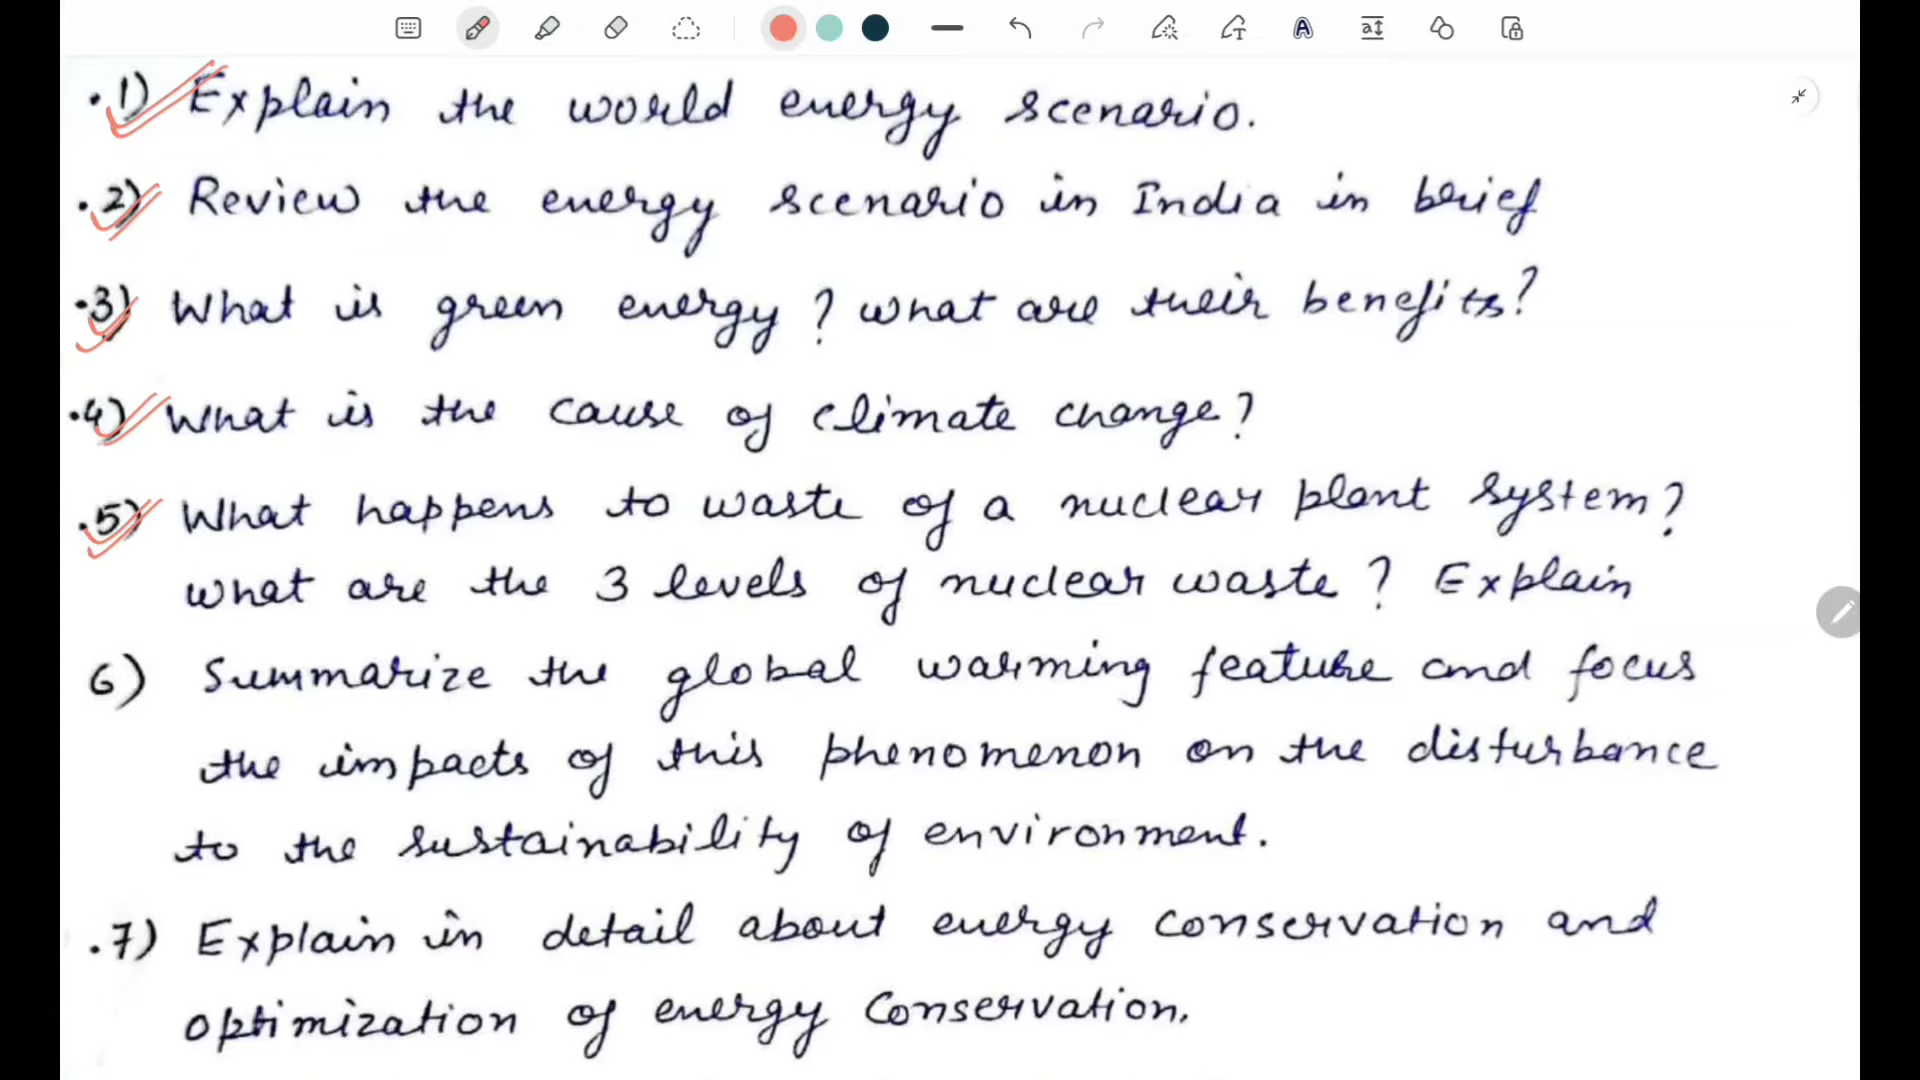 .1) Explain the world energy scenario.
.2) Review the energy scenario in India in brief
.3) What is green energy? what are their benefits?
.4) What is the cause of climate change?
.5) What happens to waste of a nuclear plant system?
what are the 3 levels of nuclear waste? Explain
6) Summarize the global warming feature and focus
the impacts of this phenomenon on the disturbance
to the sustainability of environment.
.7) Explain in detail about energy conservation and
optimization of energy Conservation.